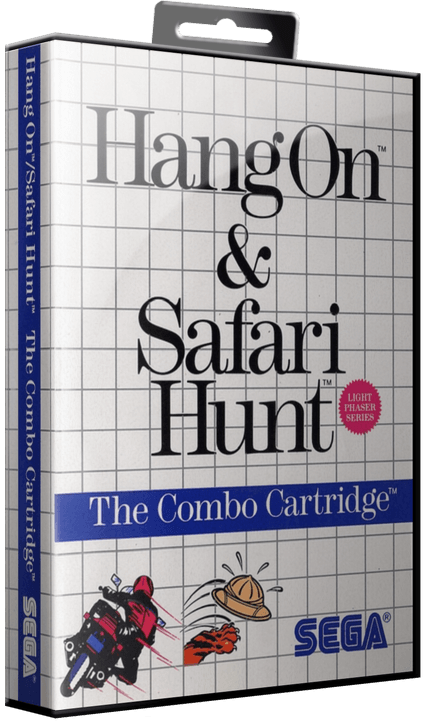 Hang On™/Safari Hunt™ The Combo Cartridge™ SEGA
Hang On™
&
Safari
Hunt™
LIGHT
PHASER
SERIES
The Combo Cartridge™
SEGA®